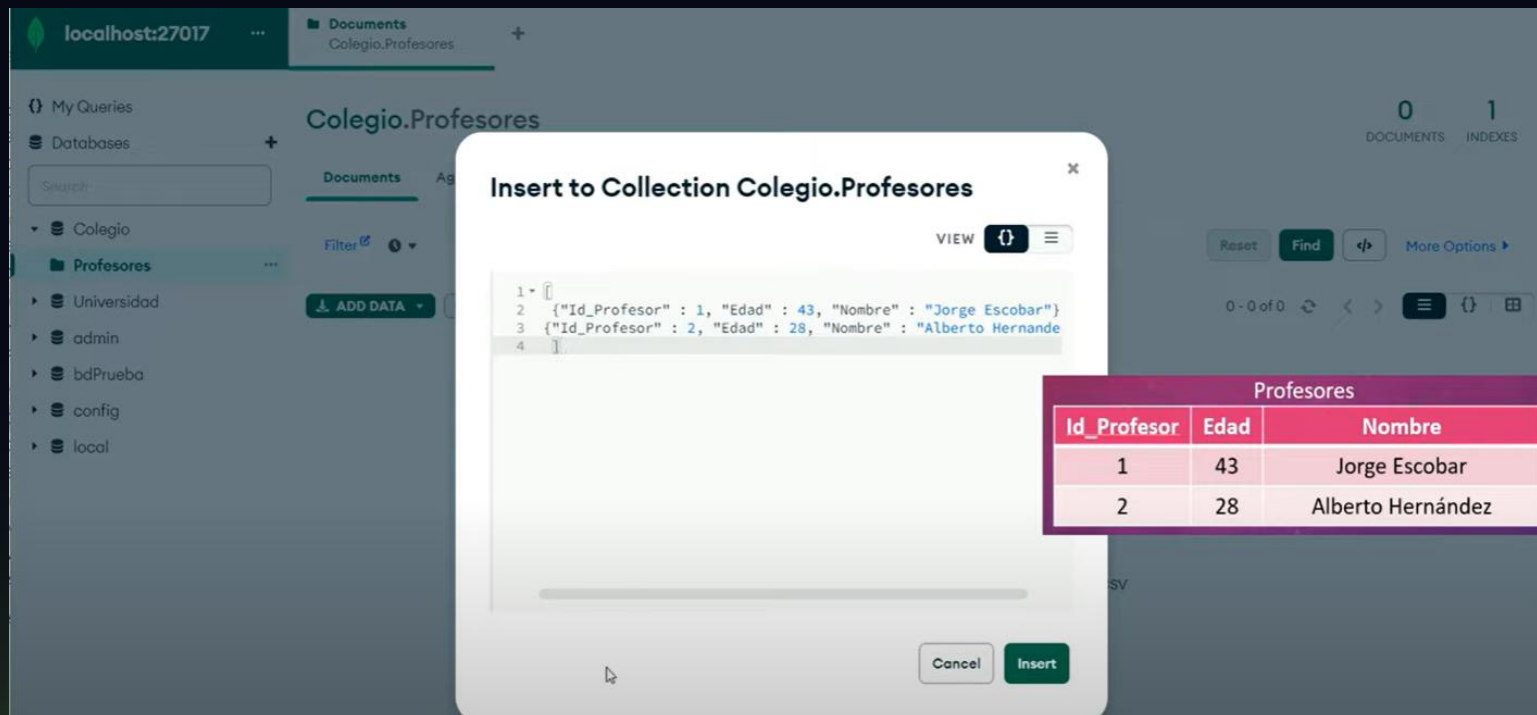 localhost:27017 ...
Documents
Colegio.Profesores
+
{} My Queries
Databases +
Search
Colegio
Profesores ...
Universidad
admin
bdPrueba
config
local
Colegio.Profesores
0 1
DOCUMENTS INDEXES
Documents Ag
Filter
Reset Find </> More Options
ADD DATA
0 - 0 of 0
Insert to Collection Colegio.Profesores
×
VIEW {}
1 [
2 {"Id_Profesor" : 1, "Edad" : 43, "Nombre" : "Jorge Escobar"}
3 {"Id_Profesor" : 2, "Edad" : 28, "Nombre" : "Alberto Hernande
4 ]
Cancel Insert
Profesores
Id_Profesor Edad Nombre
1 43 Jorge Escobar
2 28 Alberto Hernández
SV